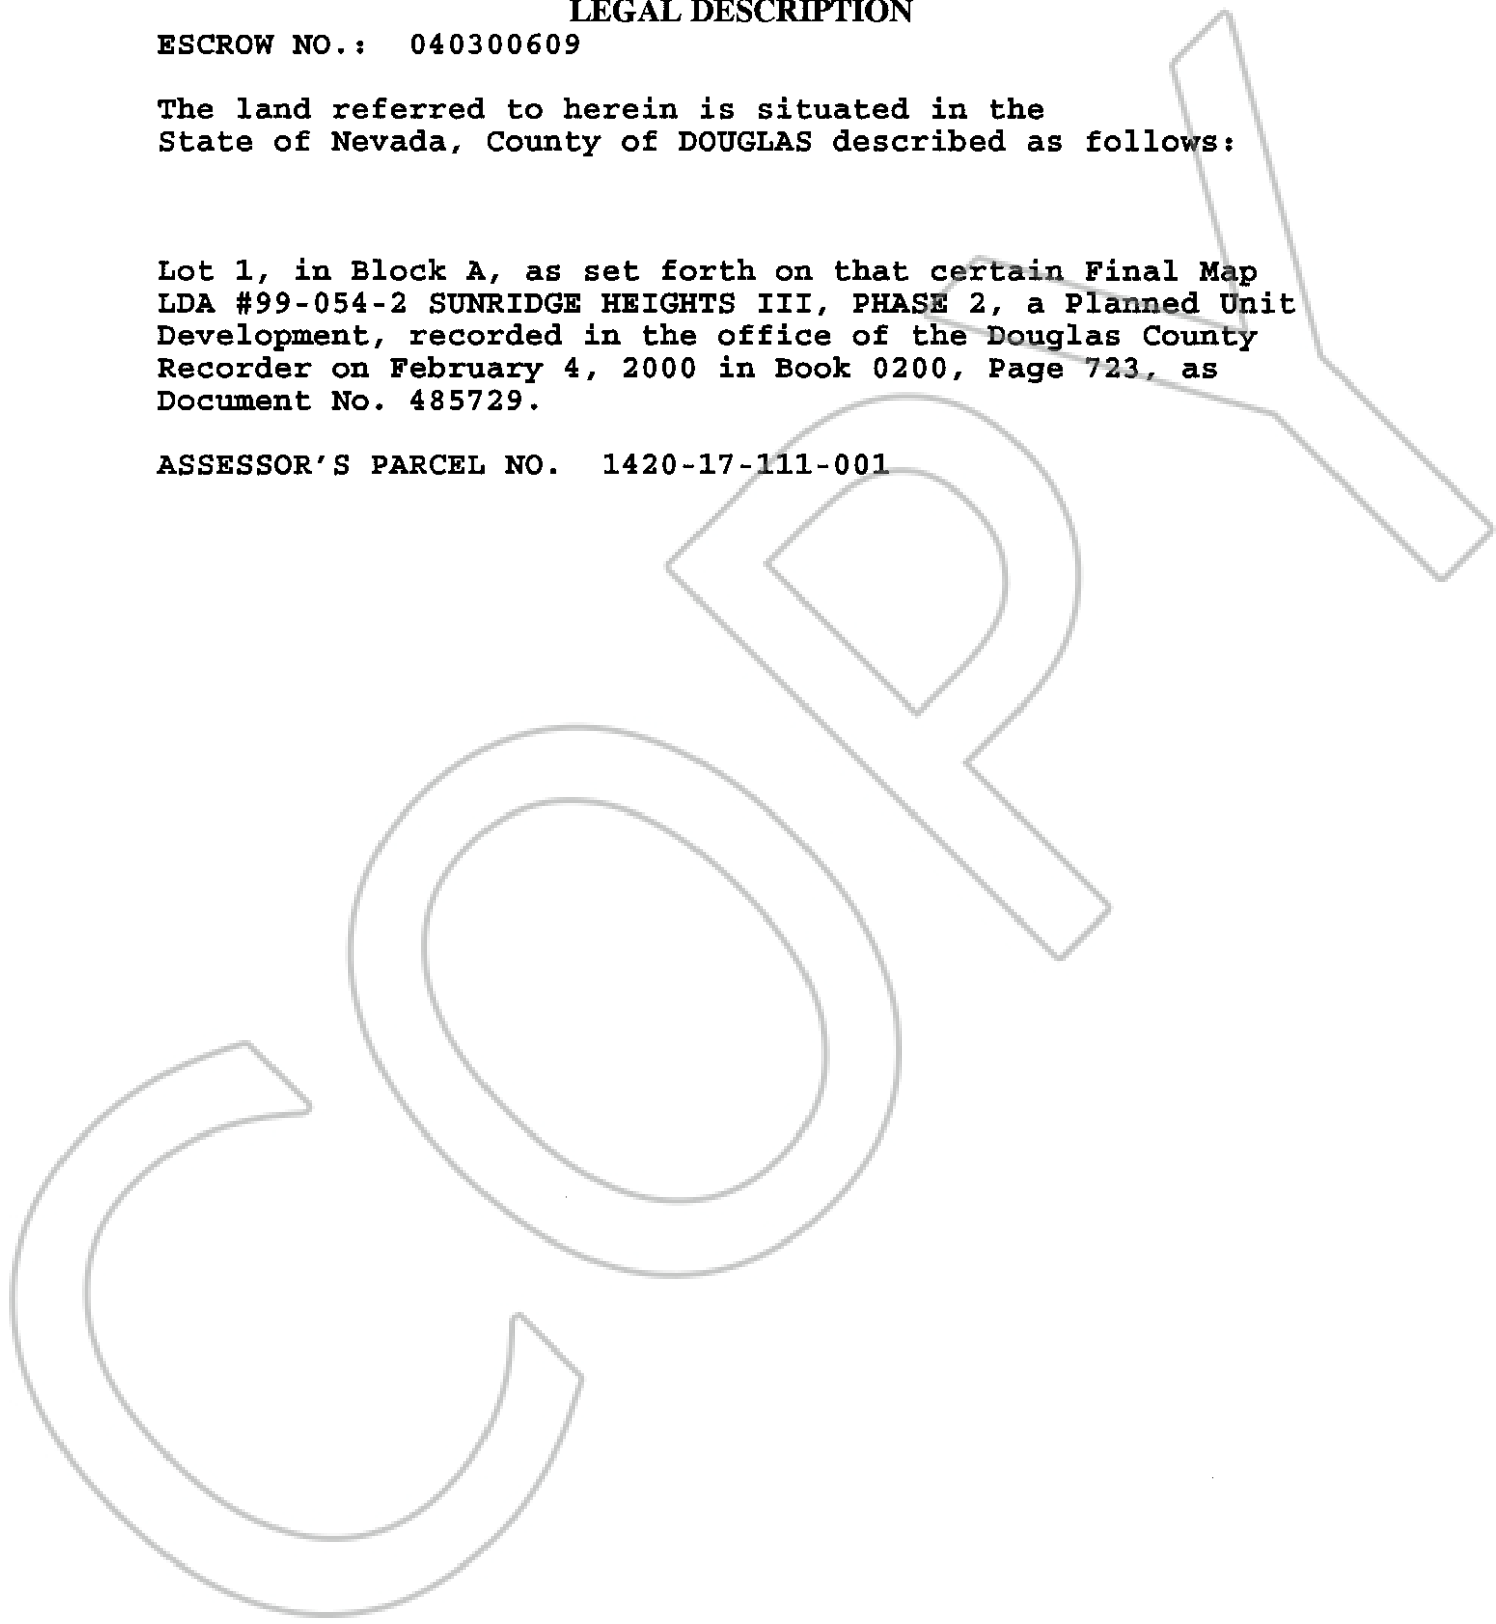 LEGAL DESCRIPTION
ESCROW NO.: 040300609
The land referred to herein is situated in the
State of Nevada, County of DOUGLAS described as follows:
Lot 1, in Block A, as set forth on that certain Final Map
LDA #99-054-2 SUNRIDGE HEIGHTS III, PHASE 2, a Planned Unit
Development, recorded in the office of the Douglas County
Recorder on February 4, 2000 in Book 0200, Page 723, as
Document No. 485729.
ASSESSOR'S PARCEL NO. 1420-17-111-001
COPY